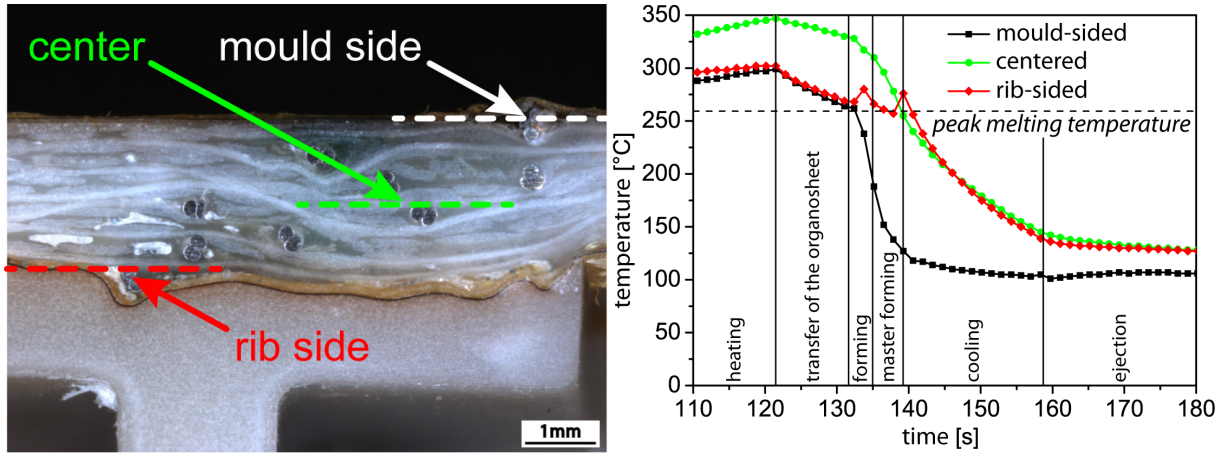 center
mould side
rib side
1mm
temperature [°C]
350
300
250
200
150
100
50
0
mould-sided
centered
rib-sided
peak melting temperature
heating
transfer of the organosheet
forming
master forming
cooling
ejection
110
120
130
140
150
160
170
180
time [s]